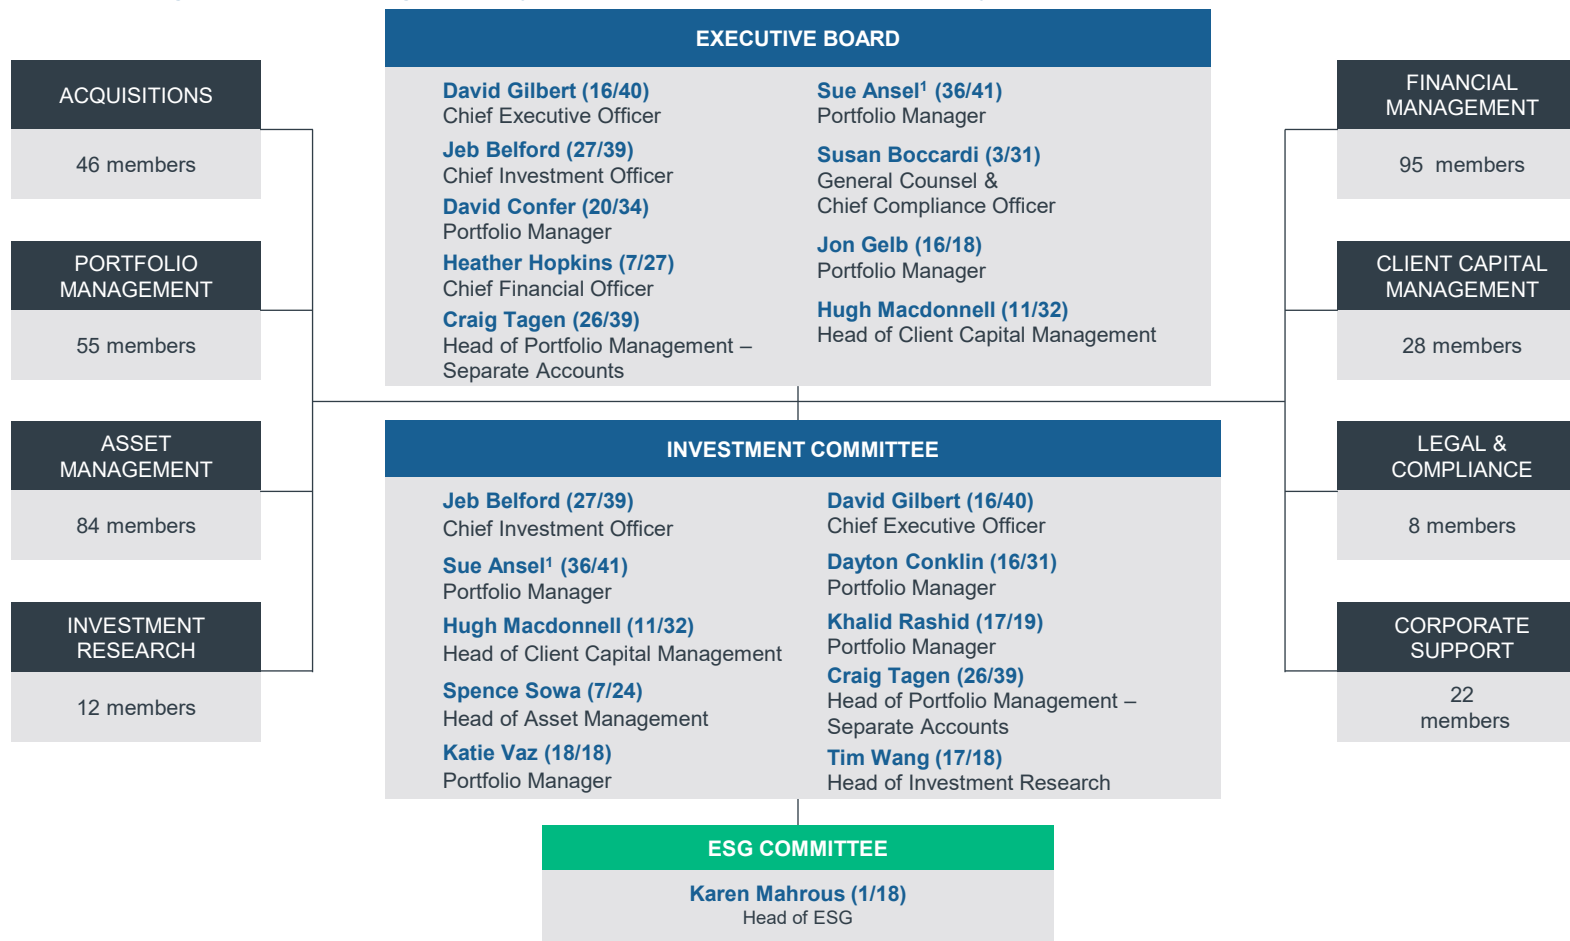 EXECUTIVE BOARD
David Gilbert (16/40)
Chief Executive Officer
Jeb Belford (27/39)
Chief Investment Officer
David Confer (20/34)
Portfolio Manager
Heather Hopkins (7/27)
Chief Financial Officer
Craig Tagen (26/39)
Head of Portfolio Management –
Separate Accounts
Sue Ansel¹ (36/41)
Portfolio Manager
Susan Boccardi (3/31)
General Counsel &
Chief Compliance Officer
Jon Gelb (16/18)
Portfolio Manager
Hugh Macdonnell (11/32)
Head of Client Capital Management
ACQUISITIONS
46 members
PORTFOLIO
MANAGEMENT
55 members
ASSET
MANAGEMENT
84 members
INVESTMENT
RESEARCH
12 members
FINANCIAL
MANAGEMENT
95 members
CLIENT CAPITAL
MANAGEMENT
28 members
LEGAL &
COMPLIANCE
8 members
CORPORATE
SUPPORT
22
members
INVESTMENT COMMITTEE
Jeb Belford (27/39)
Chief Investment Officer
Sue Ansel¹ (36/41)
Portfolio Manager
Hugh Macdonnell (11/32)
Head of Client Capital Management
Spence Sowa (7/24)
Head of Asset Management
Katie Vaz (18/18)
Portfolio Manager
David Gilbert (16/40)
Chief Executive Officer
Dayton Conklin (16/31)
Portfolio Manager
Khalid Rashid (17/19)
Portfolio Manager
Craig Tagen (26/39)
Head of Portfolio Management –
Separate Accounts
Tim Wang (17/18)
Head of Investment Research
ESG COMMITTEE
Karen Mahrous (1/18)
Head of ESG